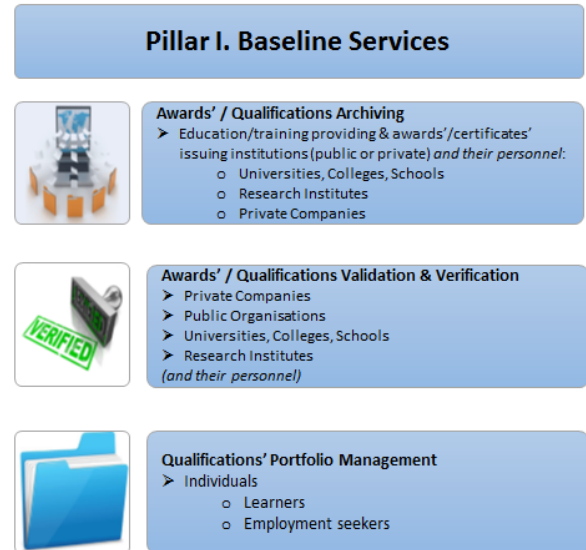 Pillar I. Baseline Services
Awards' / Qualifications Archiving
➤ Education/training providing & awards'/certificates'
issuing institutions (public or private) and their personnel:
o Universities, Colleges, Schools
o Research Institutes
o Private Companies
Awards' / Qualifications Validation & Verification
➤ Private Companies
➤ Public Organisations
➤ Universities, Colleges, Schools
➤ Research Institutes
(and their personnel)
VERIFIED
Qualifications' Portfolio Management
➤ Individuals
o Learners
o Employment seekers